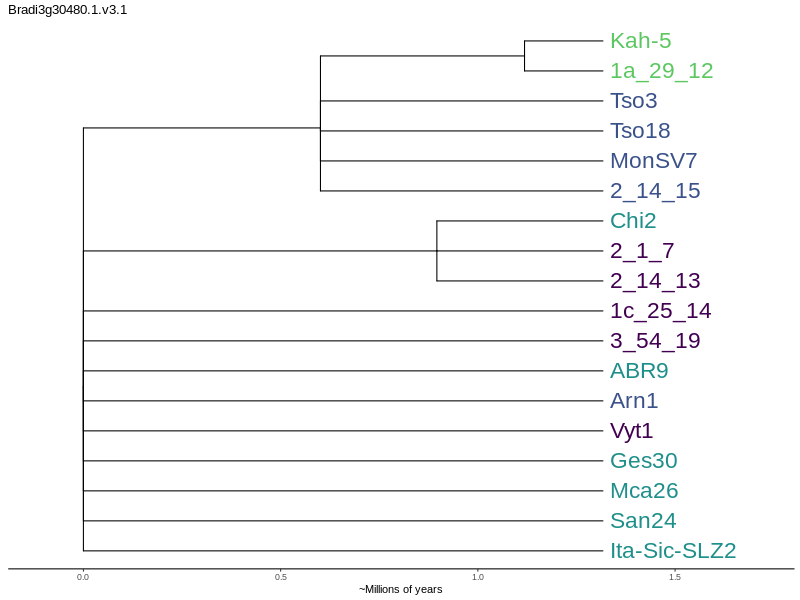 Bradi3g30480.1.v3.1
Kah-5
1a_29_12
Tso3
Tso18
MonSV7
2_14_15
Chi2
2_1_7
2_14_13
1c_25_14
3_54_19
ABR9
Arn1
Vyt1
Ges30
Mca26
San24
Ita-Sic-SLZ2
0.0 0.5 1.0 1.5
~Millions of years